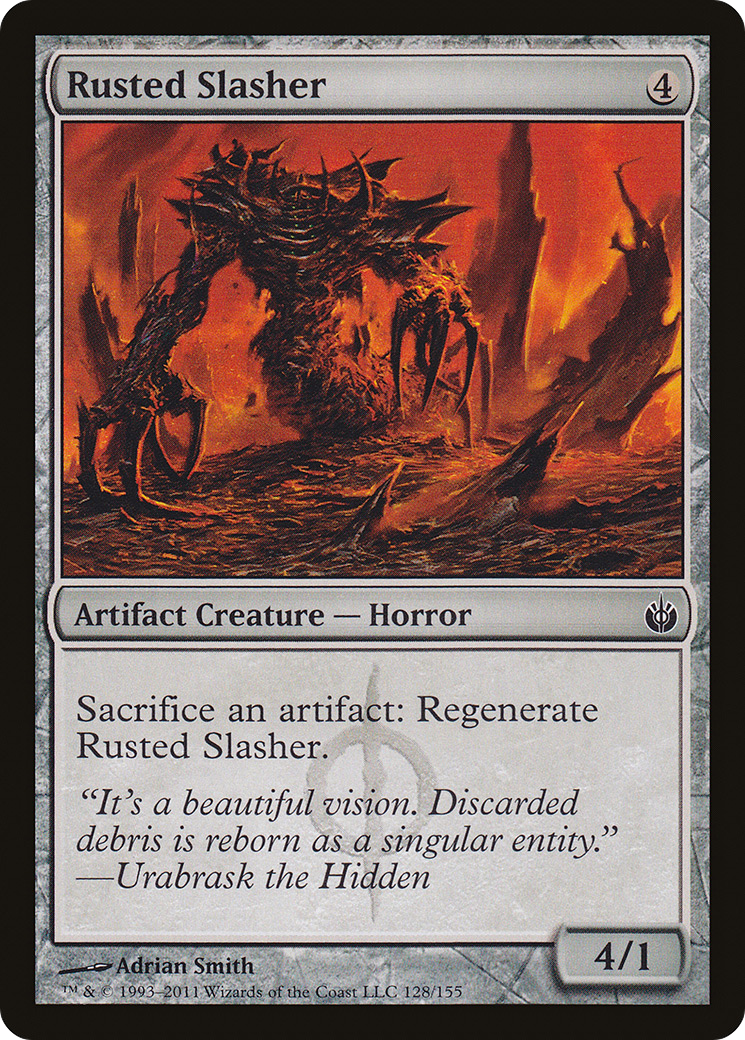 Rusted Slasher
4
Artifact Creature — Horror
Sacrifice an artifact: Regenerate
Rusted Slasher.
“It’s a beautiful vision. Discarded
debris is reborn as a singular entity.”
—Urabrask the Hidden
4/1
Adrian Smith
™ & © 1993–2011 Wizards of the Coast LLC 128/155